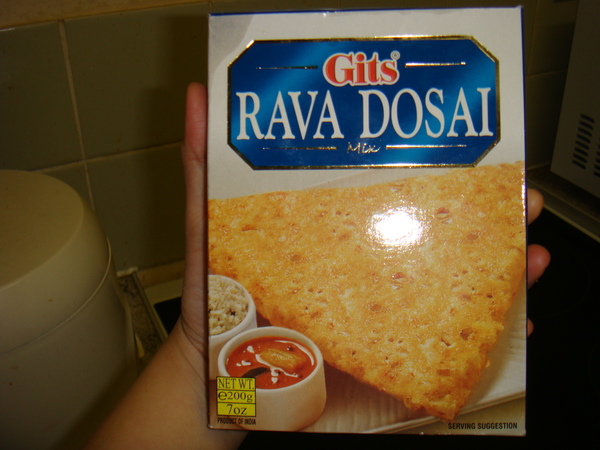 Gits®
RAVA DOSAI
Mix
NET WT.
℮200g
7oz
PRODUCT OF INDIA
SERVING SUGGESTION